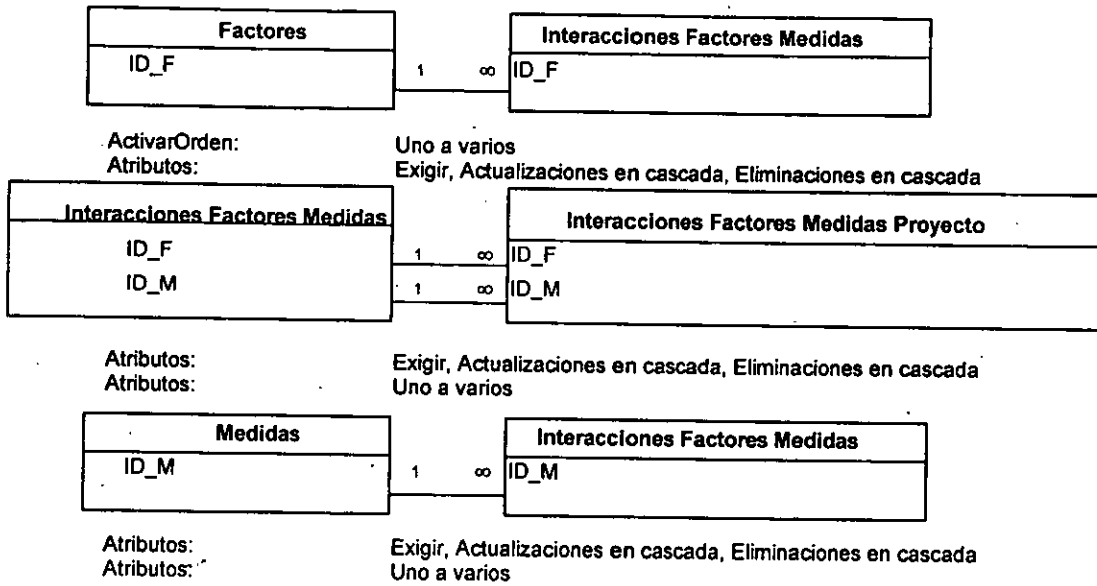 Factores Interacciones Factores Medidas
ID_F 1 ∞ ID_F
ActivarOrden: Uno a varios
Atributos: Exigir, Actualizaciones en cascada, Eliminaciones en cascada
Interacciones Factores Medidas Interacciones Factores Medidas Proyecto
ID_F 1 ∞ ID_F
ID_M 1 ∞ ID_M
Atributos: Exigir, Actualizaciones en cascada, Eliminaciones en cascada
Atributos: Uno a varios
Medidas Interacciones Factores Medidas
ID_M 1 ∞ ID_M
Atributos: Exigir, Actualizaciones en cascada, Eliminaciones en cascada
Atributos: Uno a varios